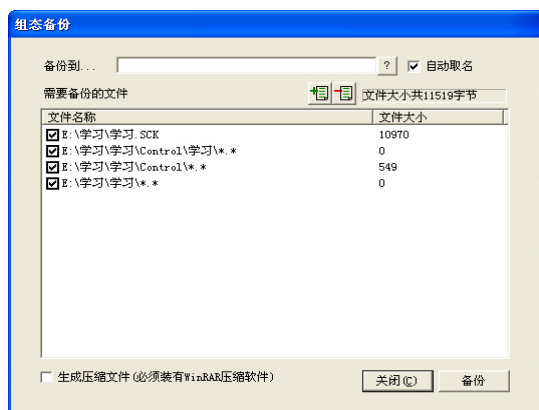 组态备份
备份到... ? 自动取名
需要备份的文件 文件大小共11519字节
文件名称 文件大小
E:\学习\学习.SCK 10970
E:\学习\学习\Control\学习\*.* 0
E:\学习\学习\Control\*.* 549
E:\学习\学习\*.* 0
生成压缩文件(必须装有WinRAR压缩软件) 关闭(C) 备份